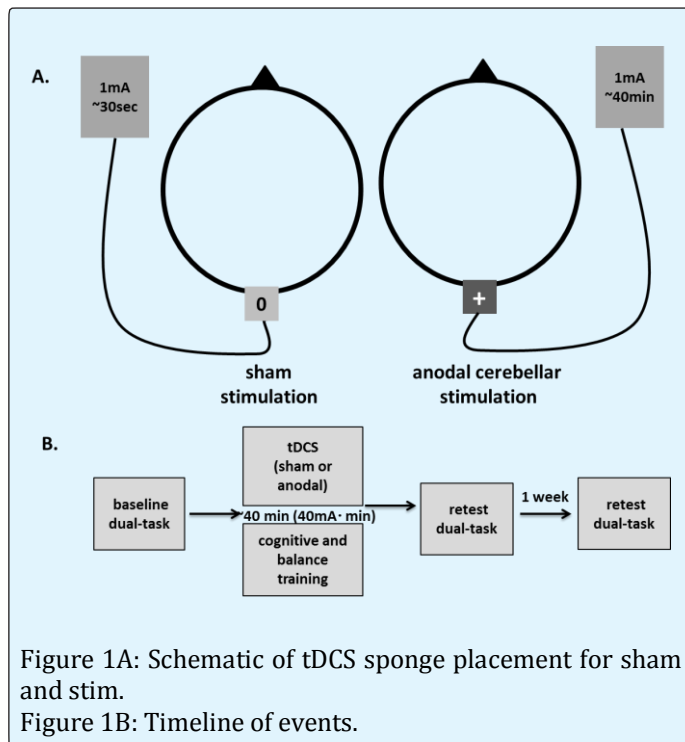 A.
1mA
~30sec
0
sham
stimulation
1mA
~40min
+
anodal cerebellar
stimulation
B.
baseline
dual-task
tDCS
(sham or
anodal)
40 min (40mA· min)
cognitive and
balance
training
retest
dual-task
1 week
retest
dual-task
Figure 1A: Schematic of tDCS sponge placement for sham
and stim.
Figure 1B: Timeline of events.